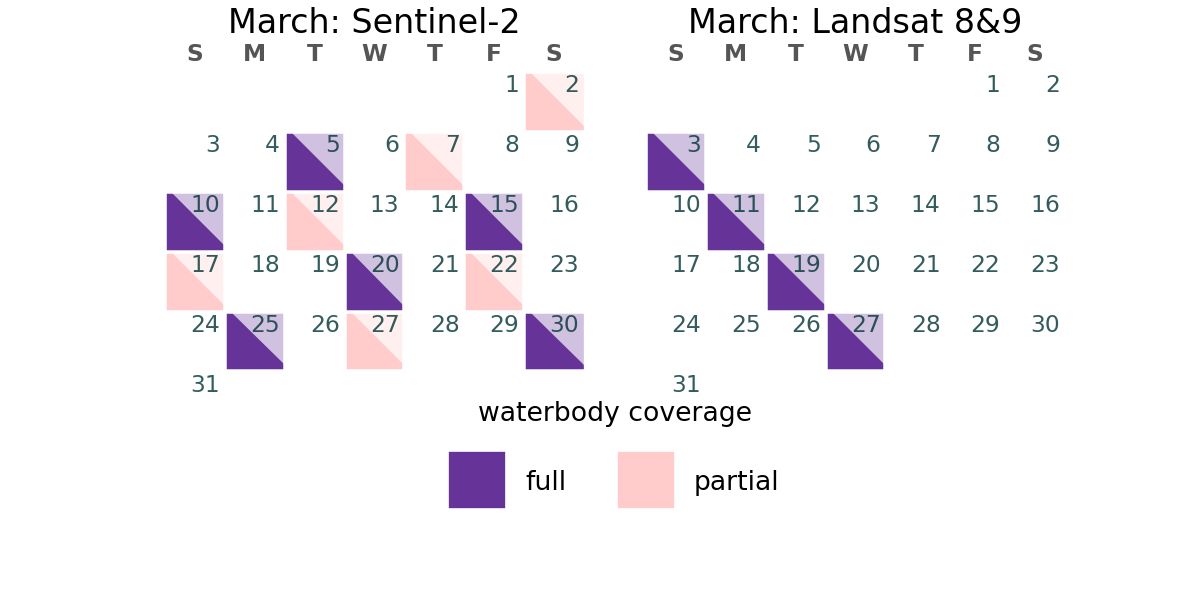 March: Sentinel-2
S M T W T F S
1 2
3 4 5 6 7 8 9
10 11 12 13 14 15 16
17 18 19 20 21 22 23
24 25 26 27 28 29 30
31
March: Landsat 8&9
S M T W T F S
1 2
3 4 5 6 7 8 9
10 11 12 13 14 15 16
17 18 19 20 21 22 23
24 25 26 27 28 29 30
31
waterbody coverage
full partial